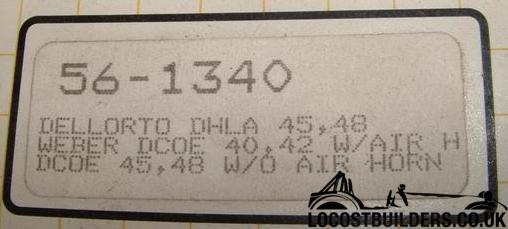 56-1340
DELLORTO DHLA 45,48
WEBER DCOE 40,42 W/AIR H
DCOE 45,48 W/O AIR HORN
LOCOSTBUILDERS.CO.UK